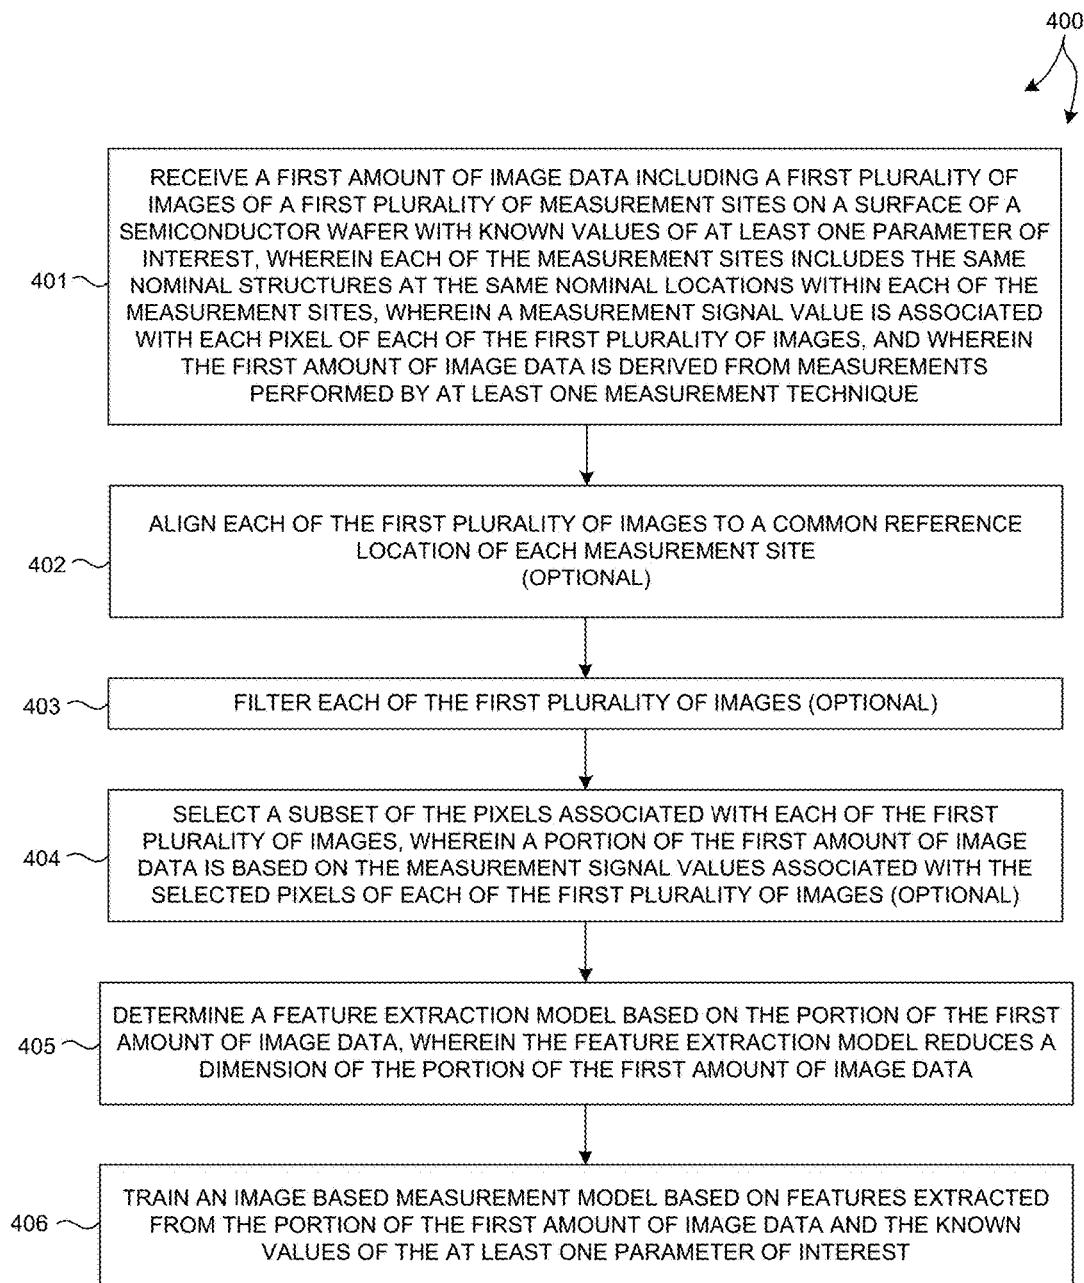 400
RECEIVE A FIRST AMOUNT OF IMAGE DATA INCLUDING A FIRST PLURALITY OF
IMAGES OF A FIRST PLURALITY OF MEASUREMENT SITES ON A SURFACE OF A
SEMICONDUCTOR WAFER WITH KNOWN VALUES OF AT LEAST ONE PARAMETER OF
INTEREST, WHEREIN EACH OF THE MEASUREMENT SITES INCLUDES THE SAME
NOMINAL STRUCTURES AT THE SAME NOMINAL LOCATIONS WITHIN EACH OF THE
MEASUREMENT SITES, WHEREIN A MEASUREMENT SIGNAL VALUE IS ASSOCIATED
WITH EACH PIXEL OF EACH OF THE FIRST PLURALITY OF IMAGES, AND WHEREIN
THE FIRST AMOUNT OF IMAGE DATA IS DERIVED FROM MEASUREMENTS
PERFORMED BY AT LEAST ONE MEASUREMENT TECHNIQUE
401
ALIGN EACH OF THE FIRST PLURALITY OF IMAGES TO A COMMON REFERENCE
LOCATION OF EACH MEASUREMENT SITE
(OPTIONAL)
402
FILTER EACH OF THE FIRST PLURALITY OF IMAGES (OPTIONAL)
403
SELECT A SUBSET OF THE PIXELS ASSOCIATED WITH EACH OF THE FIRST
PLURALITY OF IMAGES, WHEREIN A PORTION OF THE FIRST AMOUNT OF IMAGE
DATA IS BASED ON THE MEASUREMENT SIGNAL VALUES ASSOCIATED WITH THE
SELECTED PIXELS OF EACH OF THE FIRST PLURALITY OF IMAGES (OPTIONAL)
404
DETERMINE A FEATURE EXTRACTION MODEL BASED ON THE PORTION OF THE FIRST
AMOUNT OF IMAGE DATA, WHEREIN THE FEATURE EXTRACTION MODEL REDUCES A
DIMENSION OF THE PORTION OF THE FIRST AMOUNT OF IMAGE DATA
405
TRAIN AN IMAGE BASED MEASUREMENT MODEL BASED ON FEATURES EXTRACTED
FROM THE PORTION OF THE FIRST AMOUNT OF IMAGE DATA AND THE KNOWN
VALUES OF THE AT LEAST ONE PARAMETER OF INTEREST
406